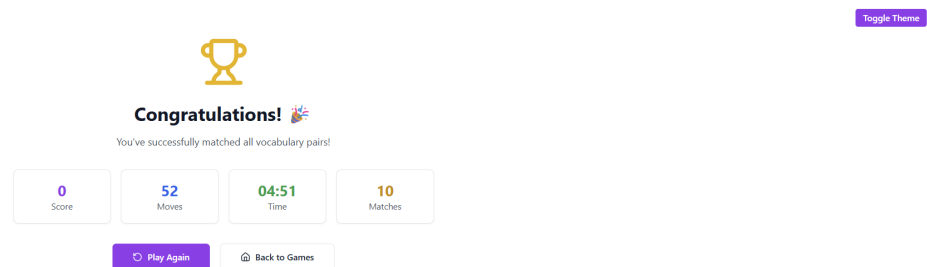 Toggle Theme
Congratulations! 🎉
You've successfully matched all vocabulary pairs!
0 52 04:51 10
Score Moves Time Matches
Play Again Back to Games